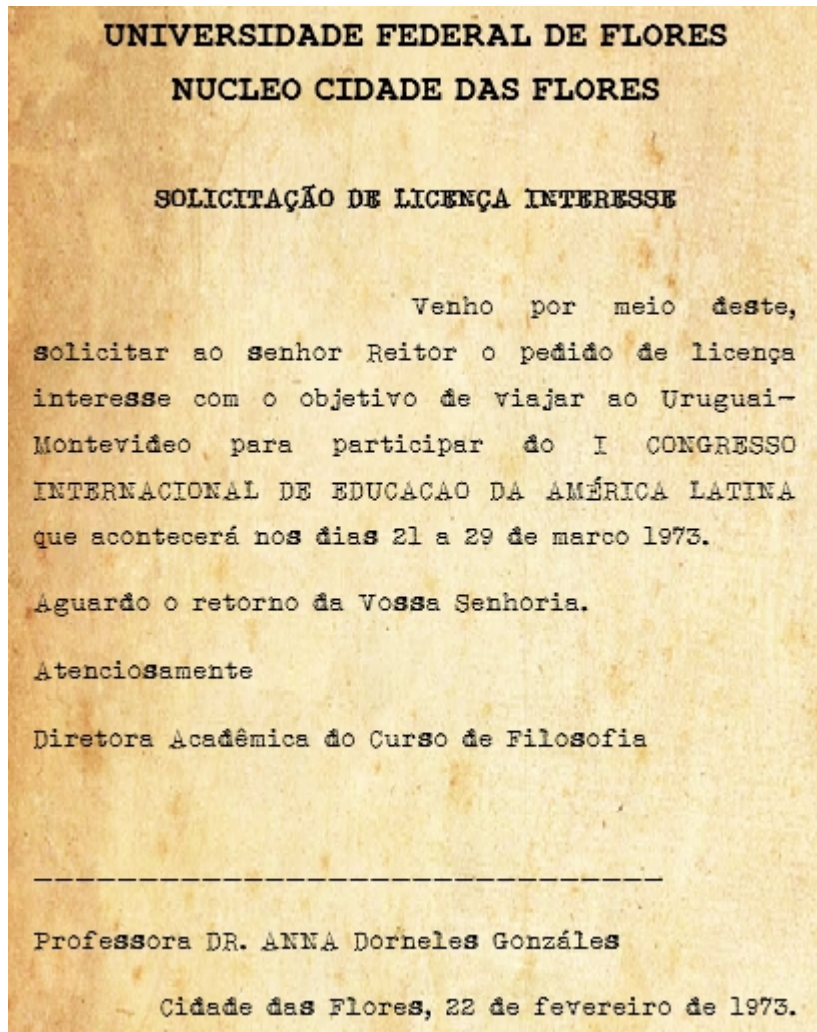 UNIVERSIDADE FEDERAL DE FLORES
NUCLEO CIDADE DAS FLORES
SOLICITAÇÃO DE LICENÇA INTERESSE
Venho por meio deste,
solicitar ao senhor Reitor o pedido de licença
interesse com o objetivo de viajar ao Uruguai-
Montevideo para participar do I CONGRESSO
INTERNACIONAL DE EDUCACAO DA AMÉRICA LATINA
que acontecerá nos dias 21 a 29 de marco 1973.
Aguardo o retorno da Vossa Senhoria.
Atenciosamente
Diretora Acadêmica do Curso de Filosofia
_______________________________
Professora DR. ANNA Dorneles Gonzáles
Cidade das Flores, 22 de fevereiro de 1973.